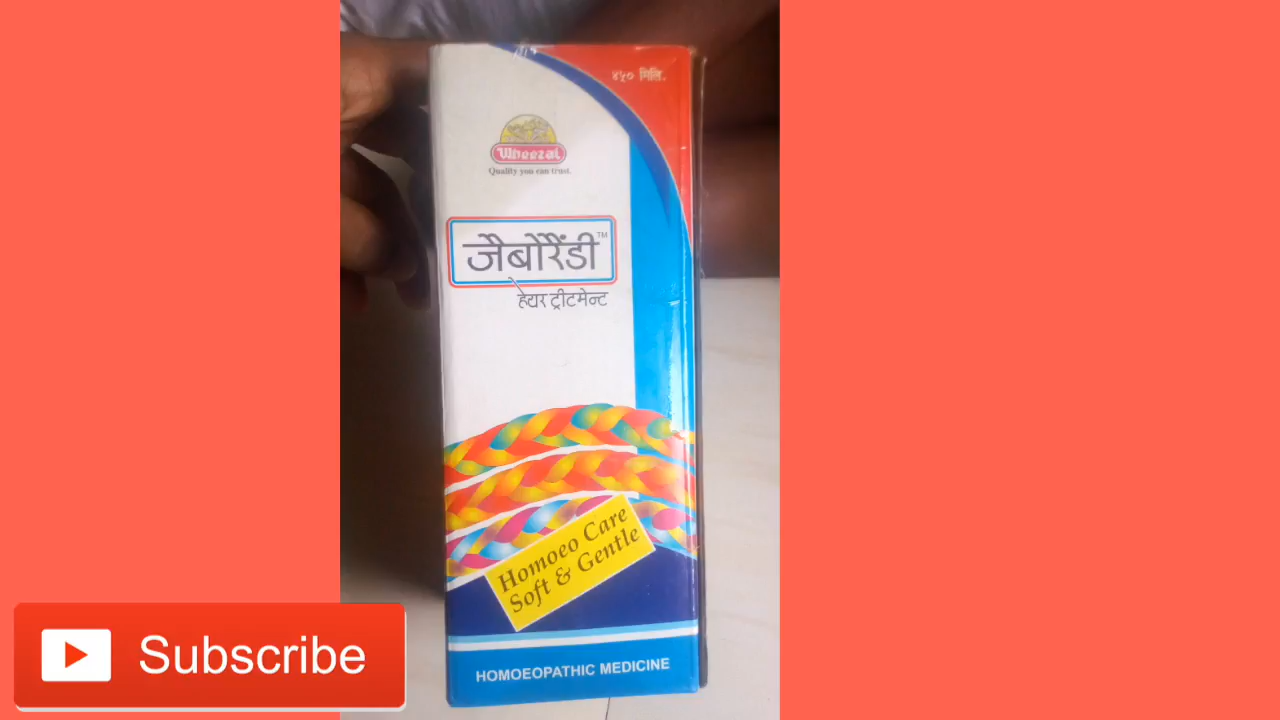 ४५० मिलि.
Wheezal
Quality you can trust.
जैबोरैंडी™
हेयर ट्रीटमेन्ट
Homoeo Care
Soft & Gentle
HOMOEOPATHIC MEDICINE
Subscribe